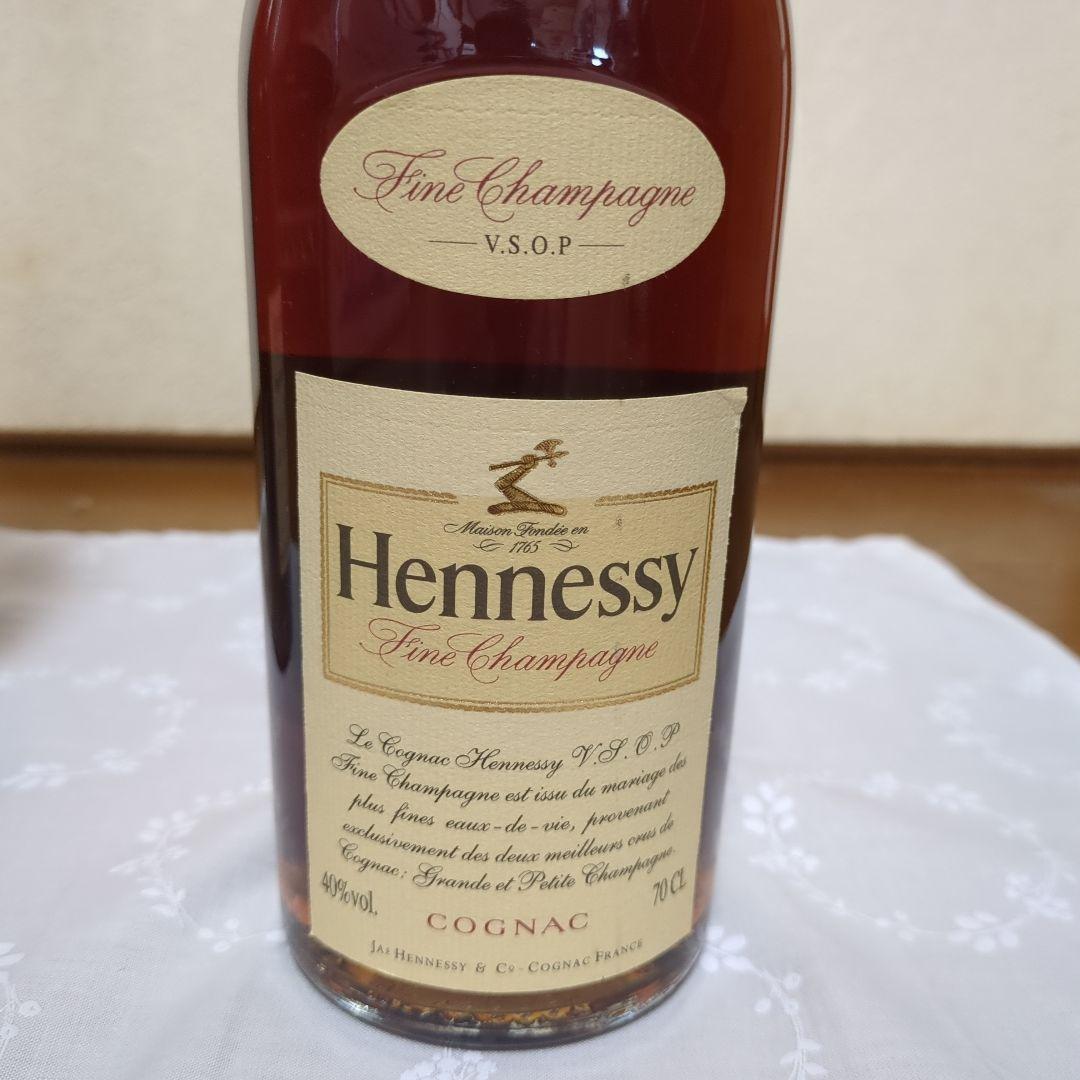 Fine Champagne
V.S.O.P
Maison Fondée en
1765
Hennessy
Fine Champagne
Le Cognac Hennessy V.S.O.P
Fine Champagne est issu du mariage des
plus fines eaux-de-vie, provenant
exclusivement des deux meilleurs crus de
Cognac: Grande et Petite Champagne.
40%vol. 70 CL
COGNAC
JAS HENNESSY & Cº - COGNAC FRANCE